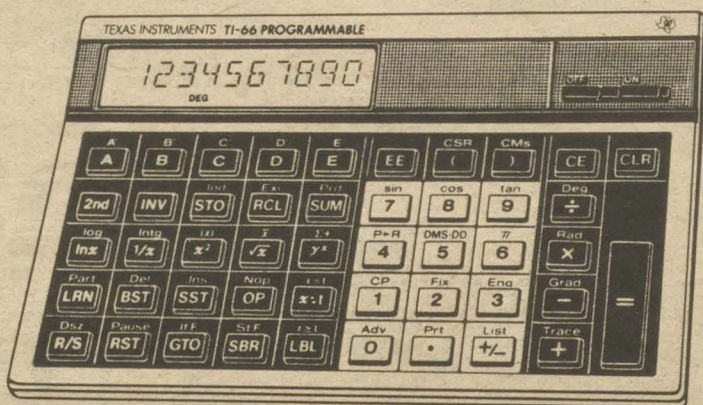 TEXAS INSTRUMENTS TI-66 PROGRAMMABLE
1234567890
DEG
OFF ON
A' B' C' D' E' CSR CMs
A B C D E EE ( ) CE CLR
Ind Exc Prd sin cos tan Deg
2nd INV STO RCL SUM 7 8 9 ÷
log Intg |x| x̄ Σ+ P►R DMS-DD π Rad
lnx 1/x x² √x yˣ 4 5 6 ×
Part Del Ins Nop x=t CP Fix Eng Grad
LRN BST SST OP x:t 1 2 3 − =
Dsz Pause If F St F x≥t Adv Prt List Trace
R/S RST GTO SBR LBL 0 . +/− +